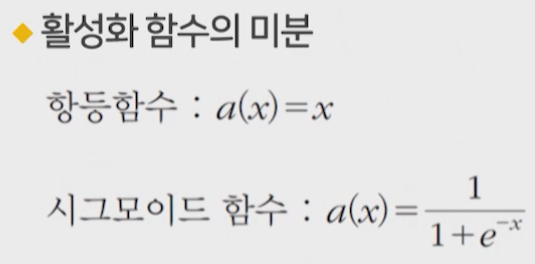 ◆ 활성화 함수의 미분
항등함수 : a(x)=x
시그모이드 함수 : a(x)=1/(1+e^{-x})